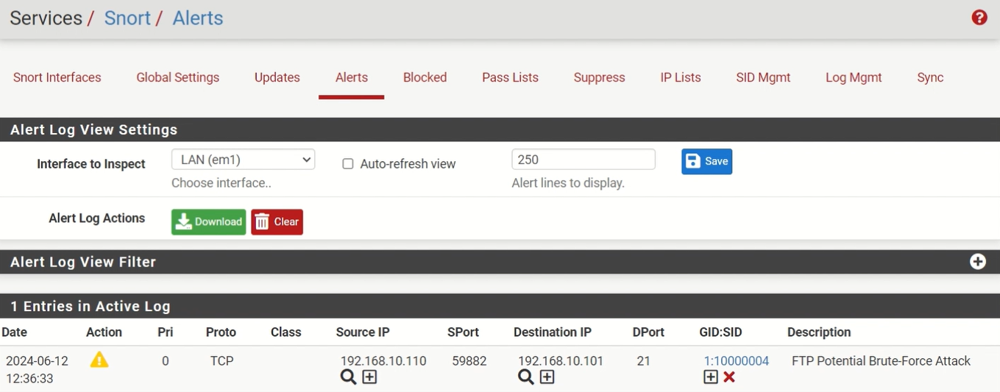 Services / Snort / Alerts
Snort Interfaces Global Settings Updates Alerts Blocked Pass Lists Suppress IP Lists SID Mgmt Log Mgmt Sync
Alert Log View Settings
Interface to Inspect LAN (em1) Auto-refresh view 250 Save
Choose interface.. Alert lines to display.
Alert Log Actions Download Clear
Alert Log View Filter
1 Entries in Active Log
Date Action Pri Proto Class Source IP SPort Destination IP DPort GID:SID Description
2024-06-12 0 TCP 192.168.10.110 59882 192.168.10.101 21 1:10000004 FTP Potential Brute-Force Attack
12:36:33